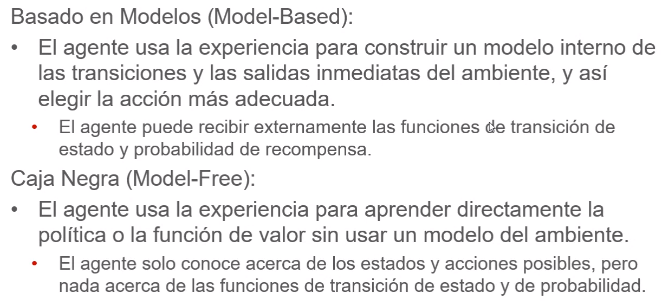 Basado en Modelos (Model-Based):
• El agente usa la experiencia para construir un modelo interno de
las transiciones y las salidas inmediatas del ambiente, y así
elegir la acción más adecuada.
• El agente puede recibir externamente las funciones de transición de
estado y probabilidad de recompensa.
Caja Negra (Model-Free):
• El agente usa la experiencia para aprender directamente la
política o la función de valor sin usar un modelo del ambiente.
• El agente solo conoce acerca de los estados y acciones posibles, pero
nada acerca de las funciones de transición de estado y de probabilidad.